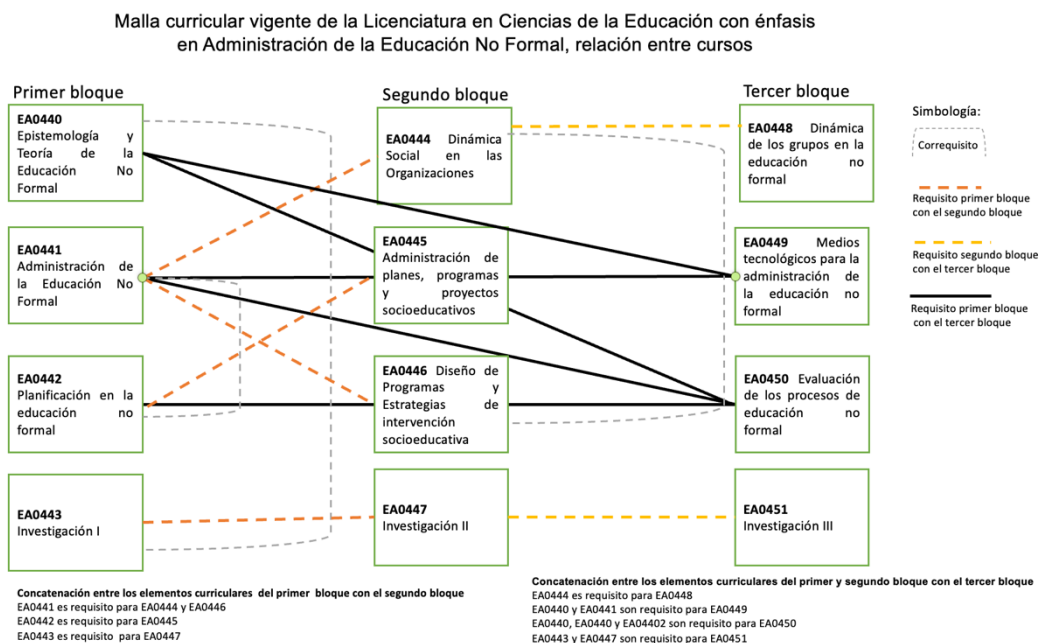 Malla curricular vigente de la Licenciatura en Ciencias de la Educación con énfasis
en Administración de la Educación No Formal, relación entre cursos
Primer bloque
EA0440
Epistemología y
Teoría de la
Educación No
Formal
EA0441
Administración de
la Educación No
Formal
EA0442
Planificación en la
educación no
formal
EA0443
Investigación I
Segundo bloque
EA0444 Dinámica
Social en las
Organizaciones
EA0445
Administración de
planes, programas
y proyectos
socioeducativos
EA0446 Diseño de
Programas y
Estrategias de
intervención
socioeducativa
EA0447
Investigación II
Tercer bloque
EA0448 Dinámica
de los grupos en la
educación no
formal
EA0449 Medios
tecnológicos para la
administración de
la educación no
formal
EA0450 Evaluación
de los procesos de
educación no
formal
EA0451
Investigación III
Simbología:
Correquisito
Requisito primer bloque
con el segundo bloque
Requisito segundo bloque
con el tercer bloque
Requisito primer bloque
con el tercer bloque
Concatenación entre los elementos curriculares del primer bloque con el segundo bloque
EA0441 es requisito para EA0444 y EA0446
EA0442 es requisito para EA0445
EA0443 es requisito para EA0447
Concatenación entre los elementos curriculares del primer y segundo bloque con el tercer bloque
EA0444 es requisito para EA0448
EA0440 y EA0441 son requisito para EA0449
EA0440, EA0440 y EA04402 son requisito para EA0450
EA0443 y EA0447 son requisito para EA0451